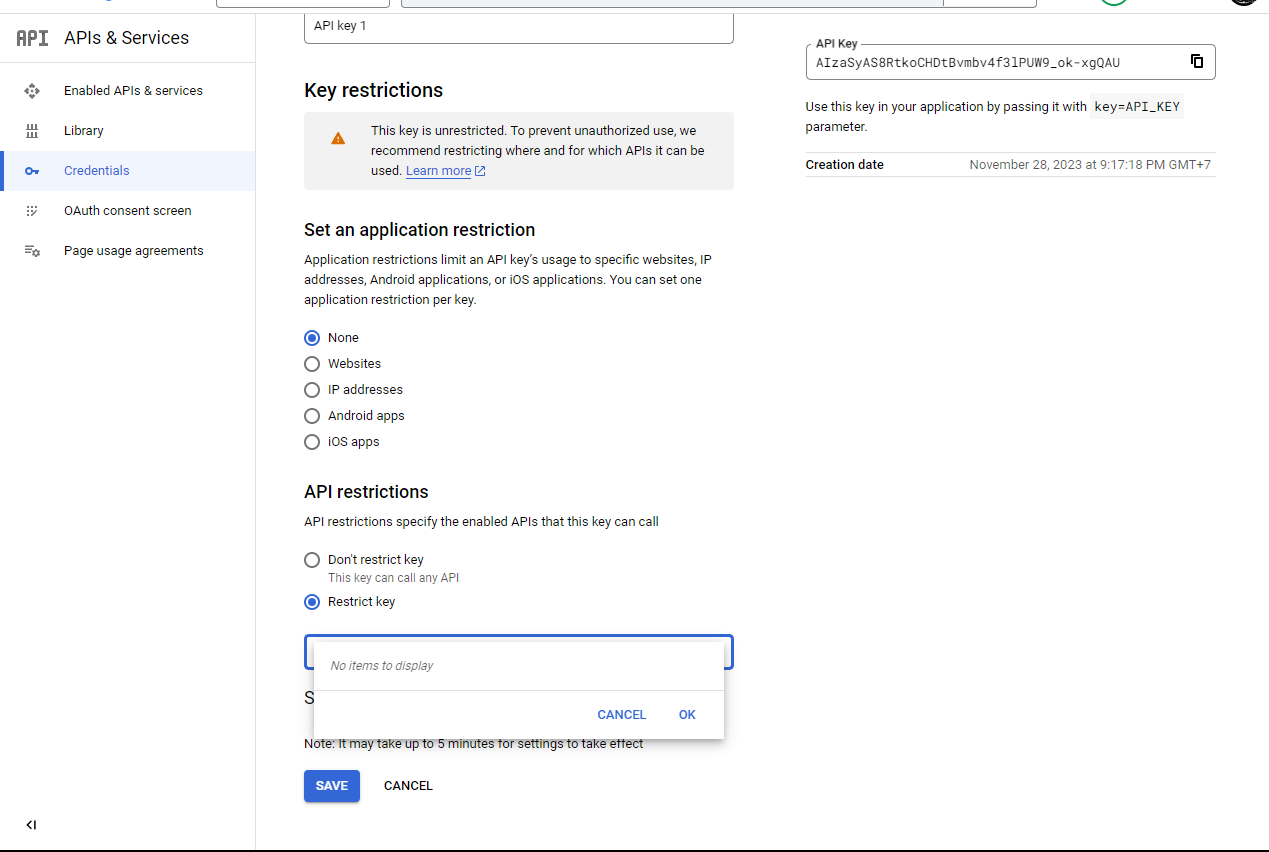 API APIs & Services
Enabled APIs & services
Library
Credentials
OAuth consent screen
Page usage agreements
API key 1
Key restrictions
This key is unrestricted. To prevent unauthorized use, we
recommend restricting where and for which APIs it can be
used. Learn more
Set an application restriction
Application restrictions limit an API key's usage to specific websites, IP
addresses, Android applications, or iOS applications. You can set one
application restriction per key.
None
Websites
IP addresses
Android apps
iOS apps
API restrictions
API restrictions specify the enabled APIs that this key can call
Don't restrict key
This key can call any API
Restrict key
No items to display
CANCEL OK
S
Note: It may take up to 5 minutes for settings to take effect
SAVE CANCEL
API Key
AIzaSyAS8RtkoCHDtBvmbv4f3lPUW9_ok-xgQAU
Use this key in your application by passing it with key=API_KEY
parameter.
Creation date November 28, 2023 at 9:17:18 PM GMT+7